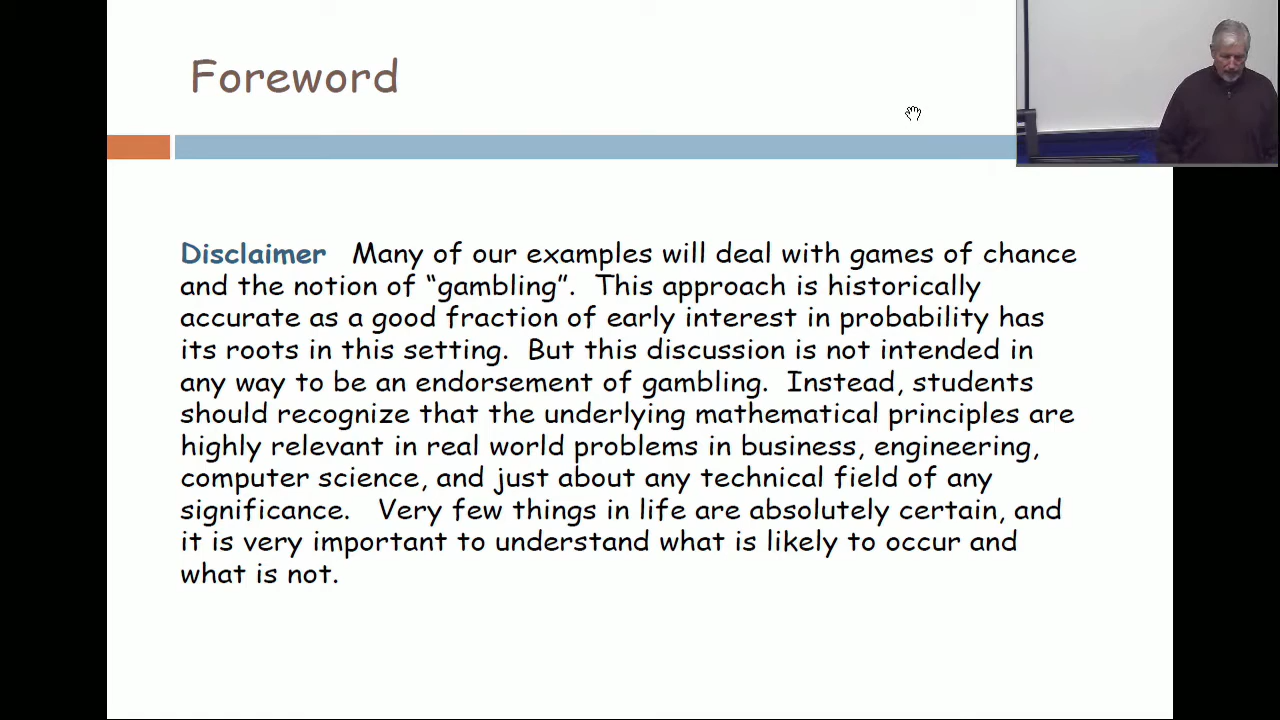 Foreword
Disclaimer Many of our examples will deal with games of chance
and the notion of “gambling”. This approach is historically
accurate as a good fraction of early interest in probability has
its roots in this setting. But this discussion is not intended in
any way to be an endorsement of gambling. Instead, students
should recognize that the underlying mathematical principles are
highly relevant in real world problems in business, engineering,
computer science, and just about any technical field of any
significance. Very few things in life are absolutely certain, and
it is very important to understand what is likely to occur and
what is not.